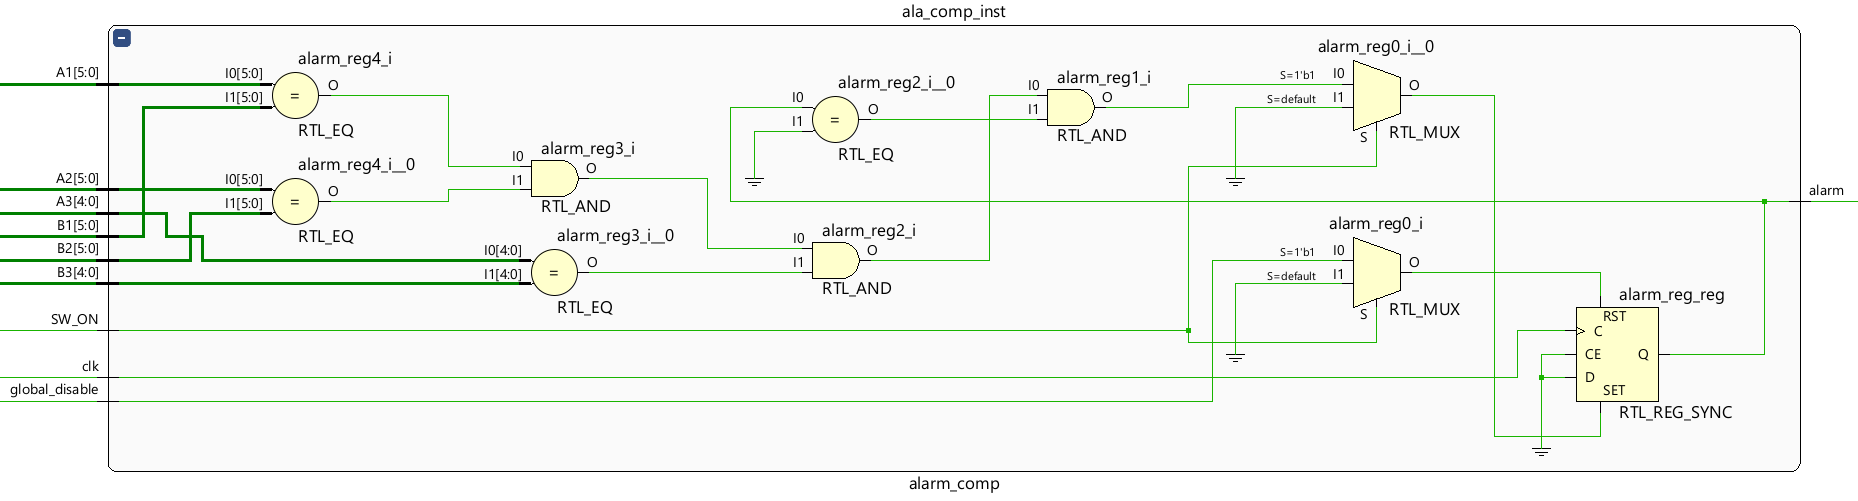 ala_comp_inst
A1[5:0]
A2[5:0]
A3[4:0]
B1[5:0]
B2[5:0]
B3[4:0]
SW_ON
clk
global_disable
alarm_reg4_i
I0[5:0]
I1[5:0]
=
O
RTL_EQ
alarm_reg4_i__0
I0[5:0]
I1[5:0]
=
O
RTL_EQ
alarm_reg3_i
I0
I1
O
RTL_AND
alarm_reg3_i__0
I0[4:0]
I1[4:0]
=
O
RTL_EQ
alarm_reg2_i__0
I0
I1
=
O
RTL_EQ
alarm_reg2_i
I0
I1
O
RTL_AND
alarm_reg1_i
I0
I1
O
RTL_AND
alarm_reg0_i__0
S=1'b1
I0
S=default
I1
O
S
RTL_MUX
alarm_reg0_i
S=1'b1
I0
S=default
I1
O
S
RTL_MUX
alarm_reg_reg
RST
C
CE
Q
D
SET
RTL_REG_SYNC
alarm
alarm_comp